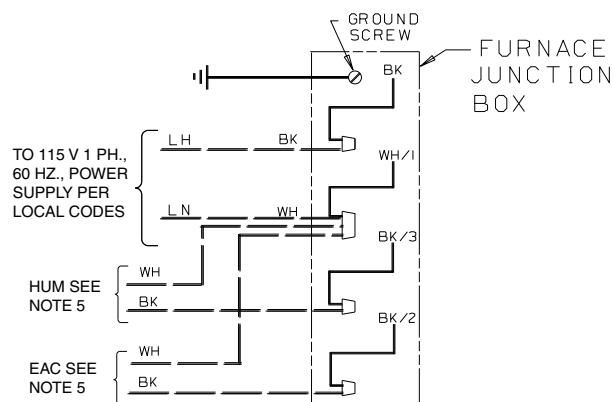 GROUND
SCREW
FURNACE
JUNCTION
BOX
BK
LH
BK
TO 115 V 1 PH.,
60 HZ., POWER
SUPPLY PER
LOCAL CODES
WH/1
LN
WH
BK/3
HUM SEE
NOTE 5
WH
BK
BK/2
EAC SEE
NOTE 5
WH
BK